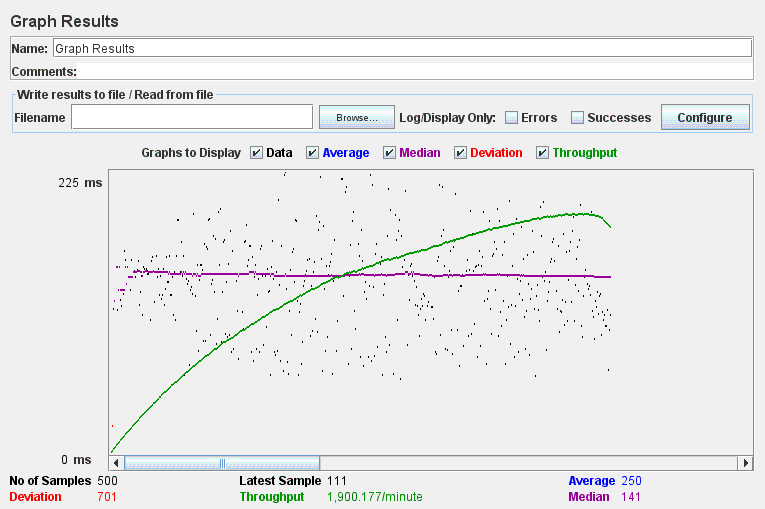 Graph Results
Name: Graph Results
Comments:
Write results to file / Read from file
Filename Browse... Log/Display Only: Errors Successes Configure
Graphs to Display Data Average Median Deviation Throughput
225 ms
0 ms
No of Samples 500 Latest Sample 111 Average 250
Deviation 701 Throughput 1,900.177/minute Median 141